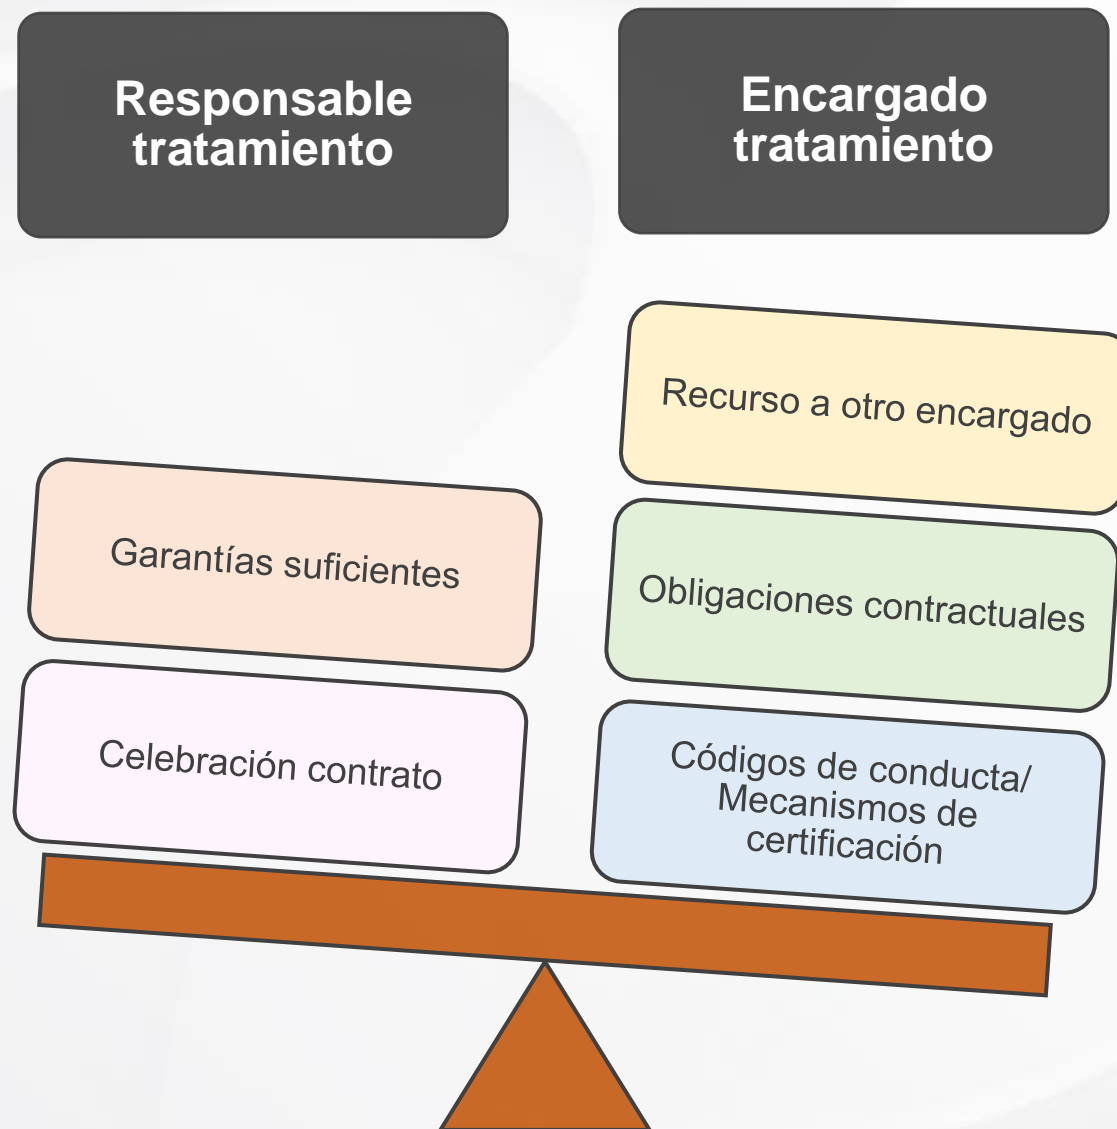 Responsable
tratamiento
Encargado
tratamiento
Recurso a otro encargado
Garantías suficientes
Obligaciones contractuales
Celebración contrato
Códigos de conducta/
Mecanismos de
certificación